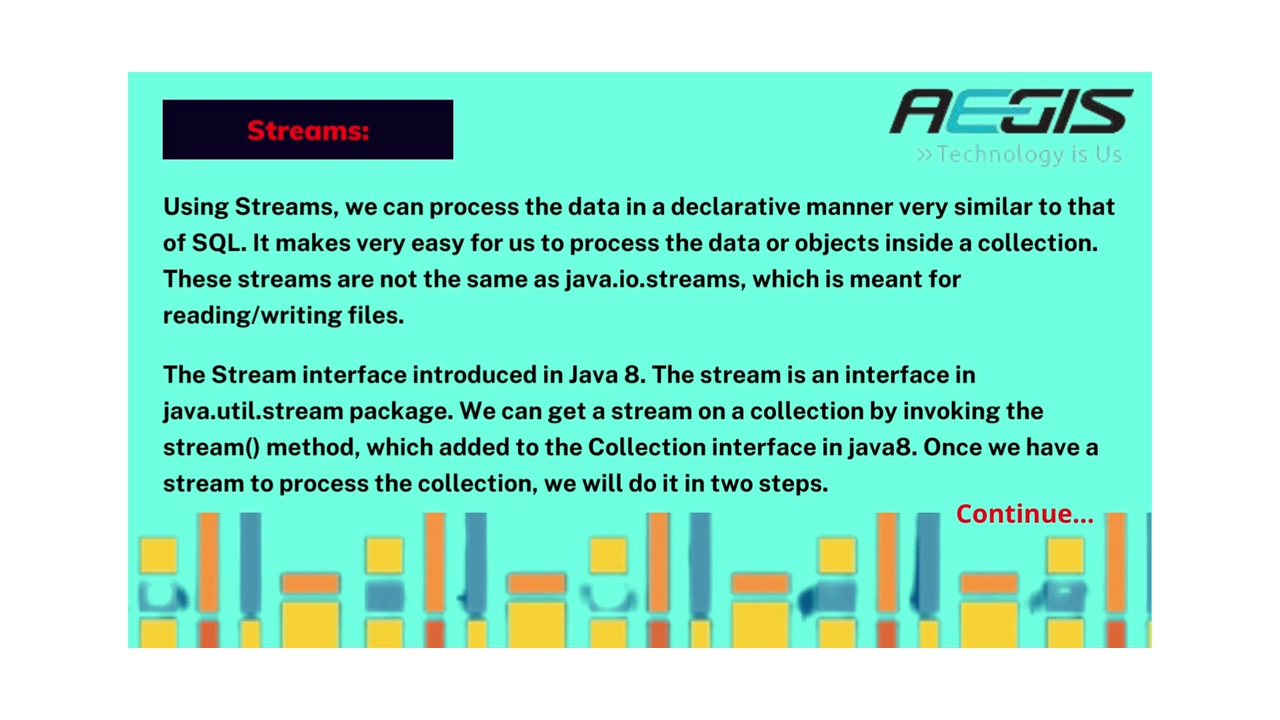 Streams:
AEGIS
»Technology is Us
Using Streams, we can process the data in a declarative manner very similar to that
of SQL. It makes very easy for us to process the data or objects inside a collection.
These streams are not the same as java.io.streams, which is meant for
reading/writing files.
The Stream interface introduced in Java 8. The stream is an interface in
java.util.stream package. We can get a stream on a collection by invoking the
stream() method, which added to the Collection interface in java8. Once we have a
stream to process the collection, we will do it in two steps.
Continue...